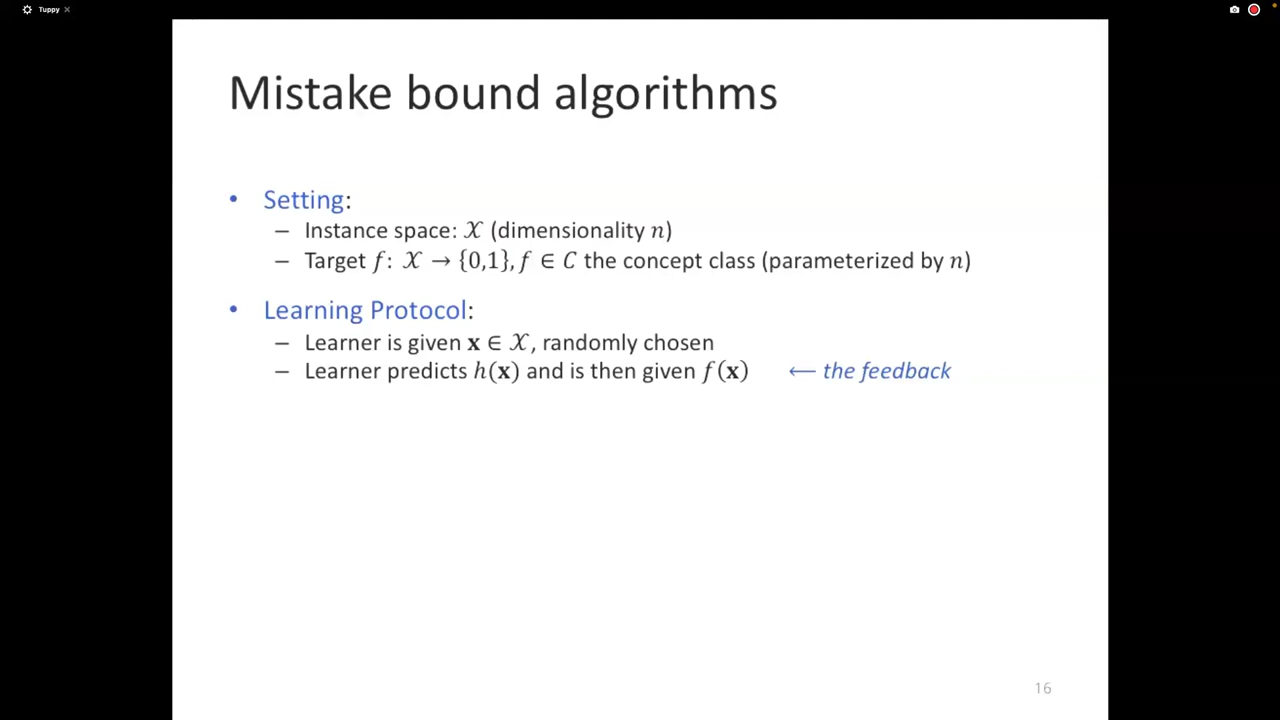 Tuppy ×
Mistake bound algorithms
• Setting:
– Instance space: 𝒳 (dimensionality n)
– Target f: 𝒳 → {0,1}, f ∈ C the concept class (parameterized by n)
• Learning Protocol:
– Learner is given 𝐱 ∈ 𝒳, randomly chosen
– Learner predicts h(𝐱) and is then given f(𝐱) ⟵ the feedback
16